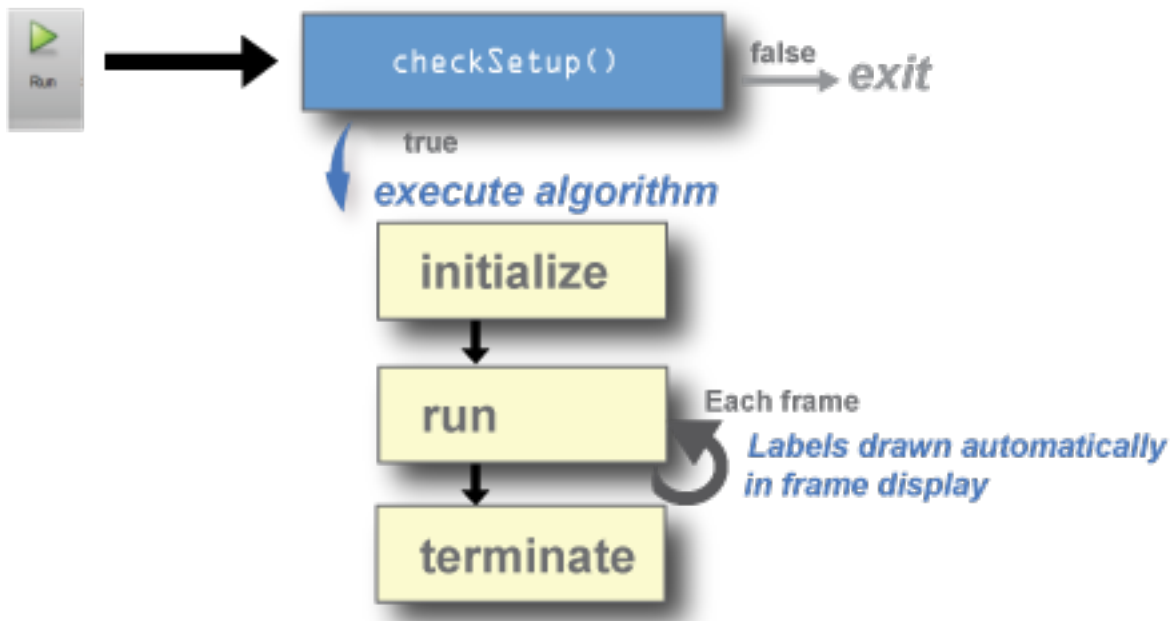 Run
checkSetup()
false
exit
true
execute algorithm
initialize
run
Each frame
Labels drawn automatically
in frame display
terminate